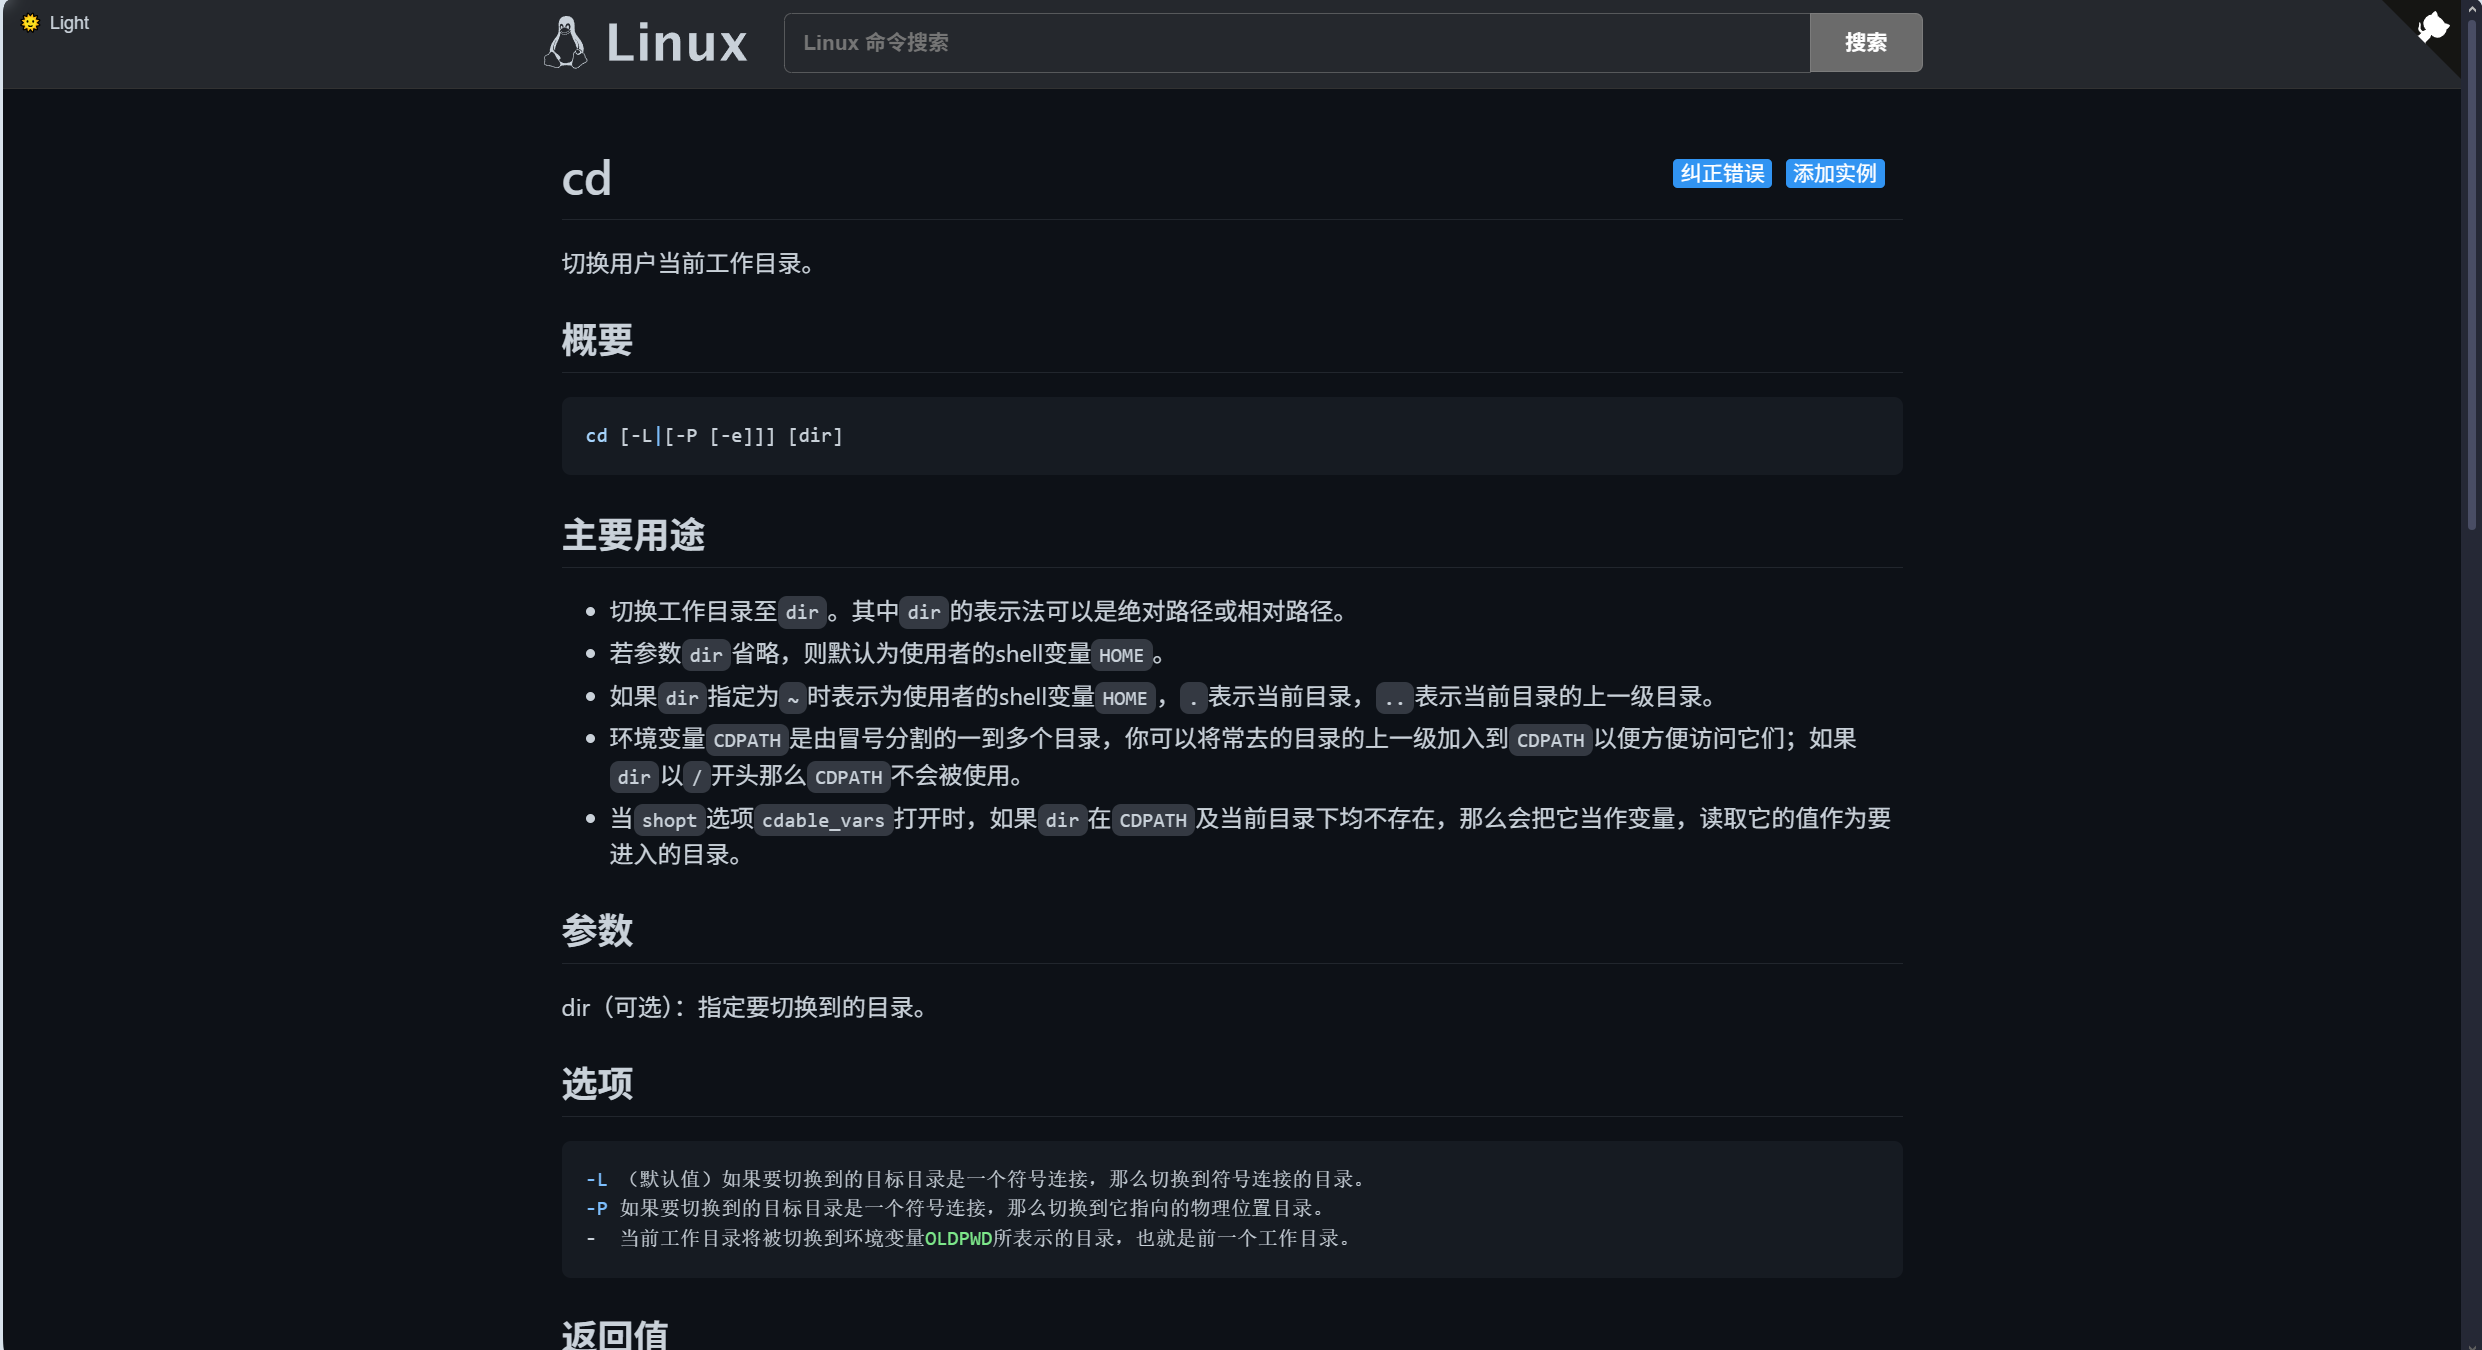 Light
Linux
Linux 命令搜索
搜索
cd
纠正错误 添加实例
切换用户当前工作目录。
概要
cd [-L|[-P [-e]]] [dir]
主要用途
切换工作目录至dir。其中dir的表示法可以是绝对路径或相对路径。
若参数dir省略，则默认为使用者的shell变量HOME。
如果dir指定为~时表示为使用者的shell变量HOME，.表示当前目录，..表示当前目录的上一级目录。
环境变量CDPATH是由冒号分割的一到多个目录，你可以将常去的目录的上一级加入到CDPATH以便方便访问它们；如果
dir以/开头那么CDPATH不会被使用。
当shopt选项cdable_vars打开时，如果dir在CDPATH及当前目录下均不存在，那么会把它当作变量，读取它的值作为要
进入的目录。
参数
dir（可选）：指定要切换到的目录。
选项
-L （默认值）如果要切换到的目标目录是一个符号连接，那么切换到符号连接的目录。
-P 如果要切换到的目标目录是一个符号连接，那么切换到它指向的物理位置目录。
- 当前工作目录将被切换到环境变量OLDPWD所表示的目录，也就是前一个工作目录。
返回值